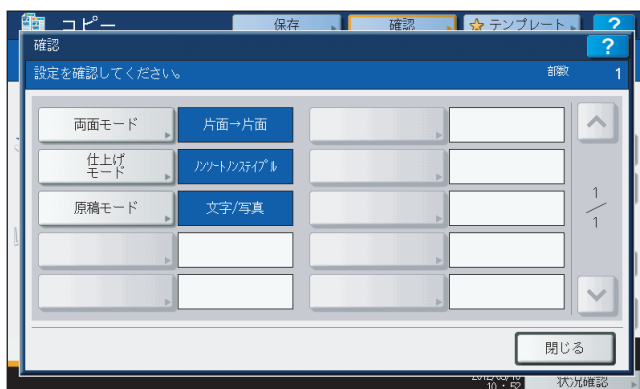 コピー 保存 確認 テンプレート ?
確認 ?
設定を確認してください。 部数 1
両面モード 片面→片面
仕上げ
モード ノンソートノンステイプル
原稿モード 文字/写真
1
1
閉じる
10:52 状況確認